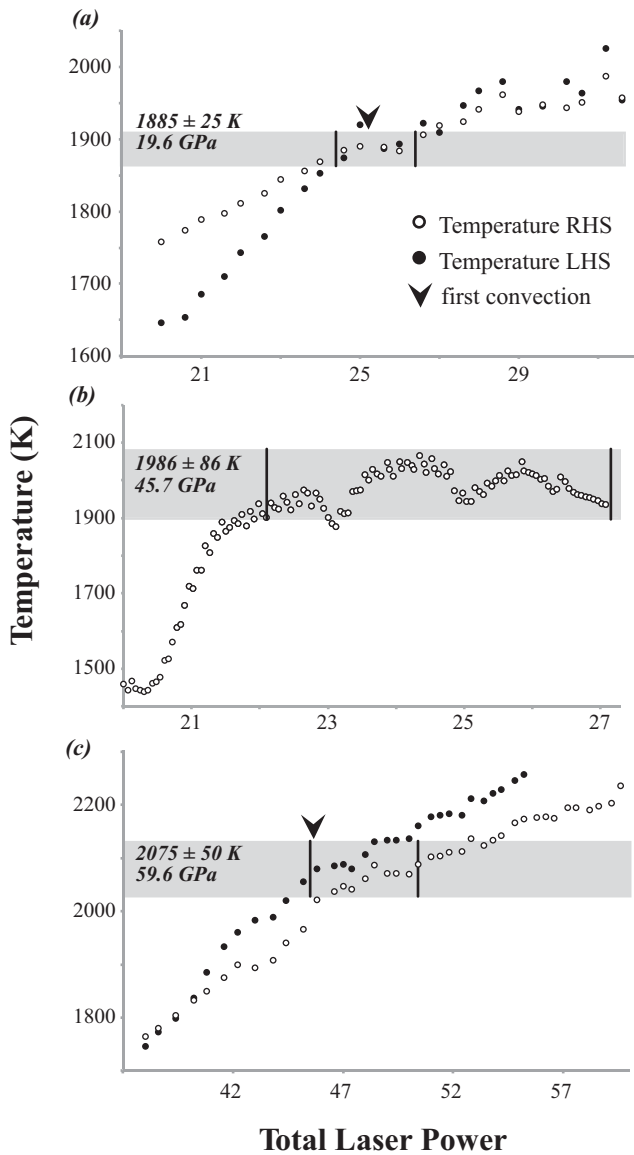 (a)
2000
1885 ± 25 K
19.6 GPa
1900
1800
1700
1600
Temperature RHS
Temperature LHS
first convection
21
25
29
(b)
2100
1986 ± 86 K
45.7 GPa
1900
1700
1500
21
23
25
27
Temperature (K)
(c)
2200
2075 ± 50 K
59.6 GPa
2000
1800
42
47
52
57
Total Laser Power